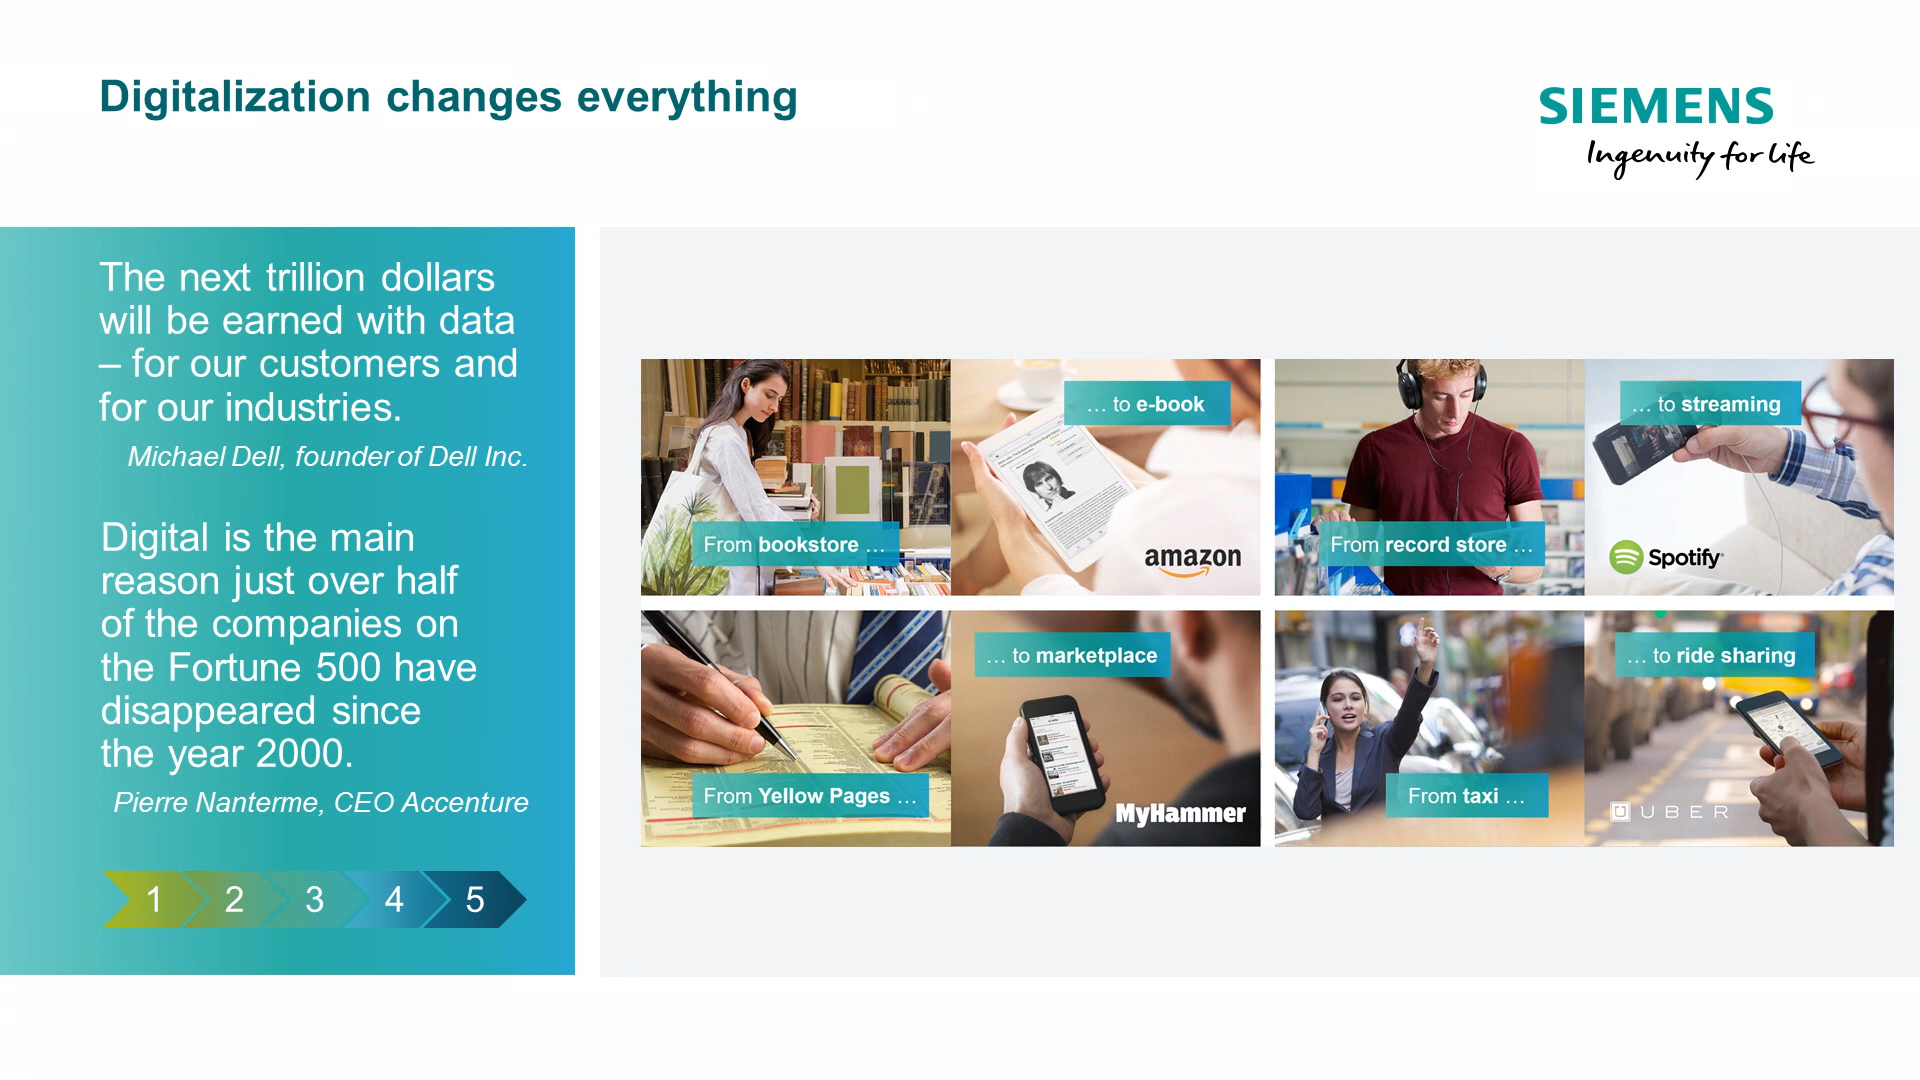 Digitalization changes everything
SIEMENS
Ingenuity for life
The next trillion dollars
will be earned with data
– for our customers and
for our industries.
Michael Dell, founder of Dell Inc.
Digital is the main
reason just over half
of the companies on
the Fortune 500 have
disappeared since
the year 2000.
Pierre Nanterme, CEO Accenture
1 2 3 4 5
From bookstore …
… to e-book
amazon
From record store …
… to streaming
Spotify
From Yellow Pages …
… to marketplace
MyHammer
From taxi …
… to ride sharing
UBER